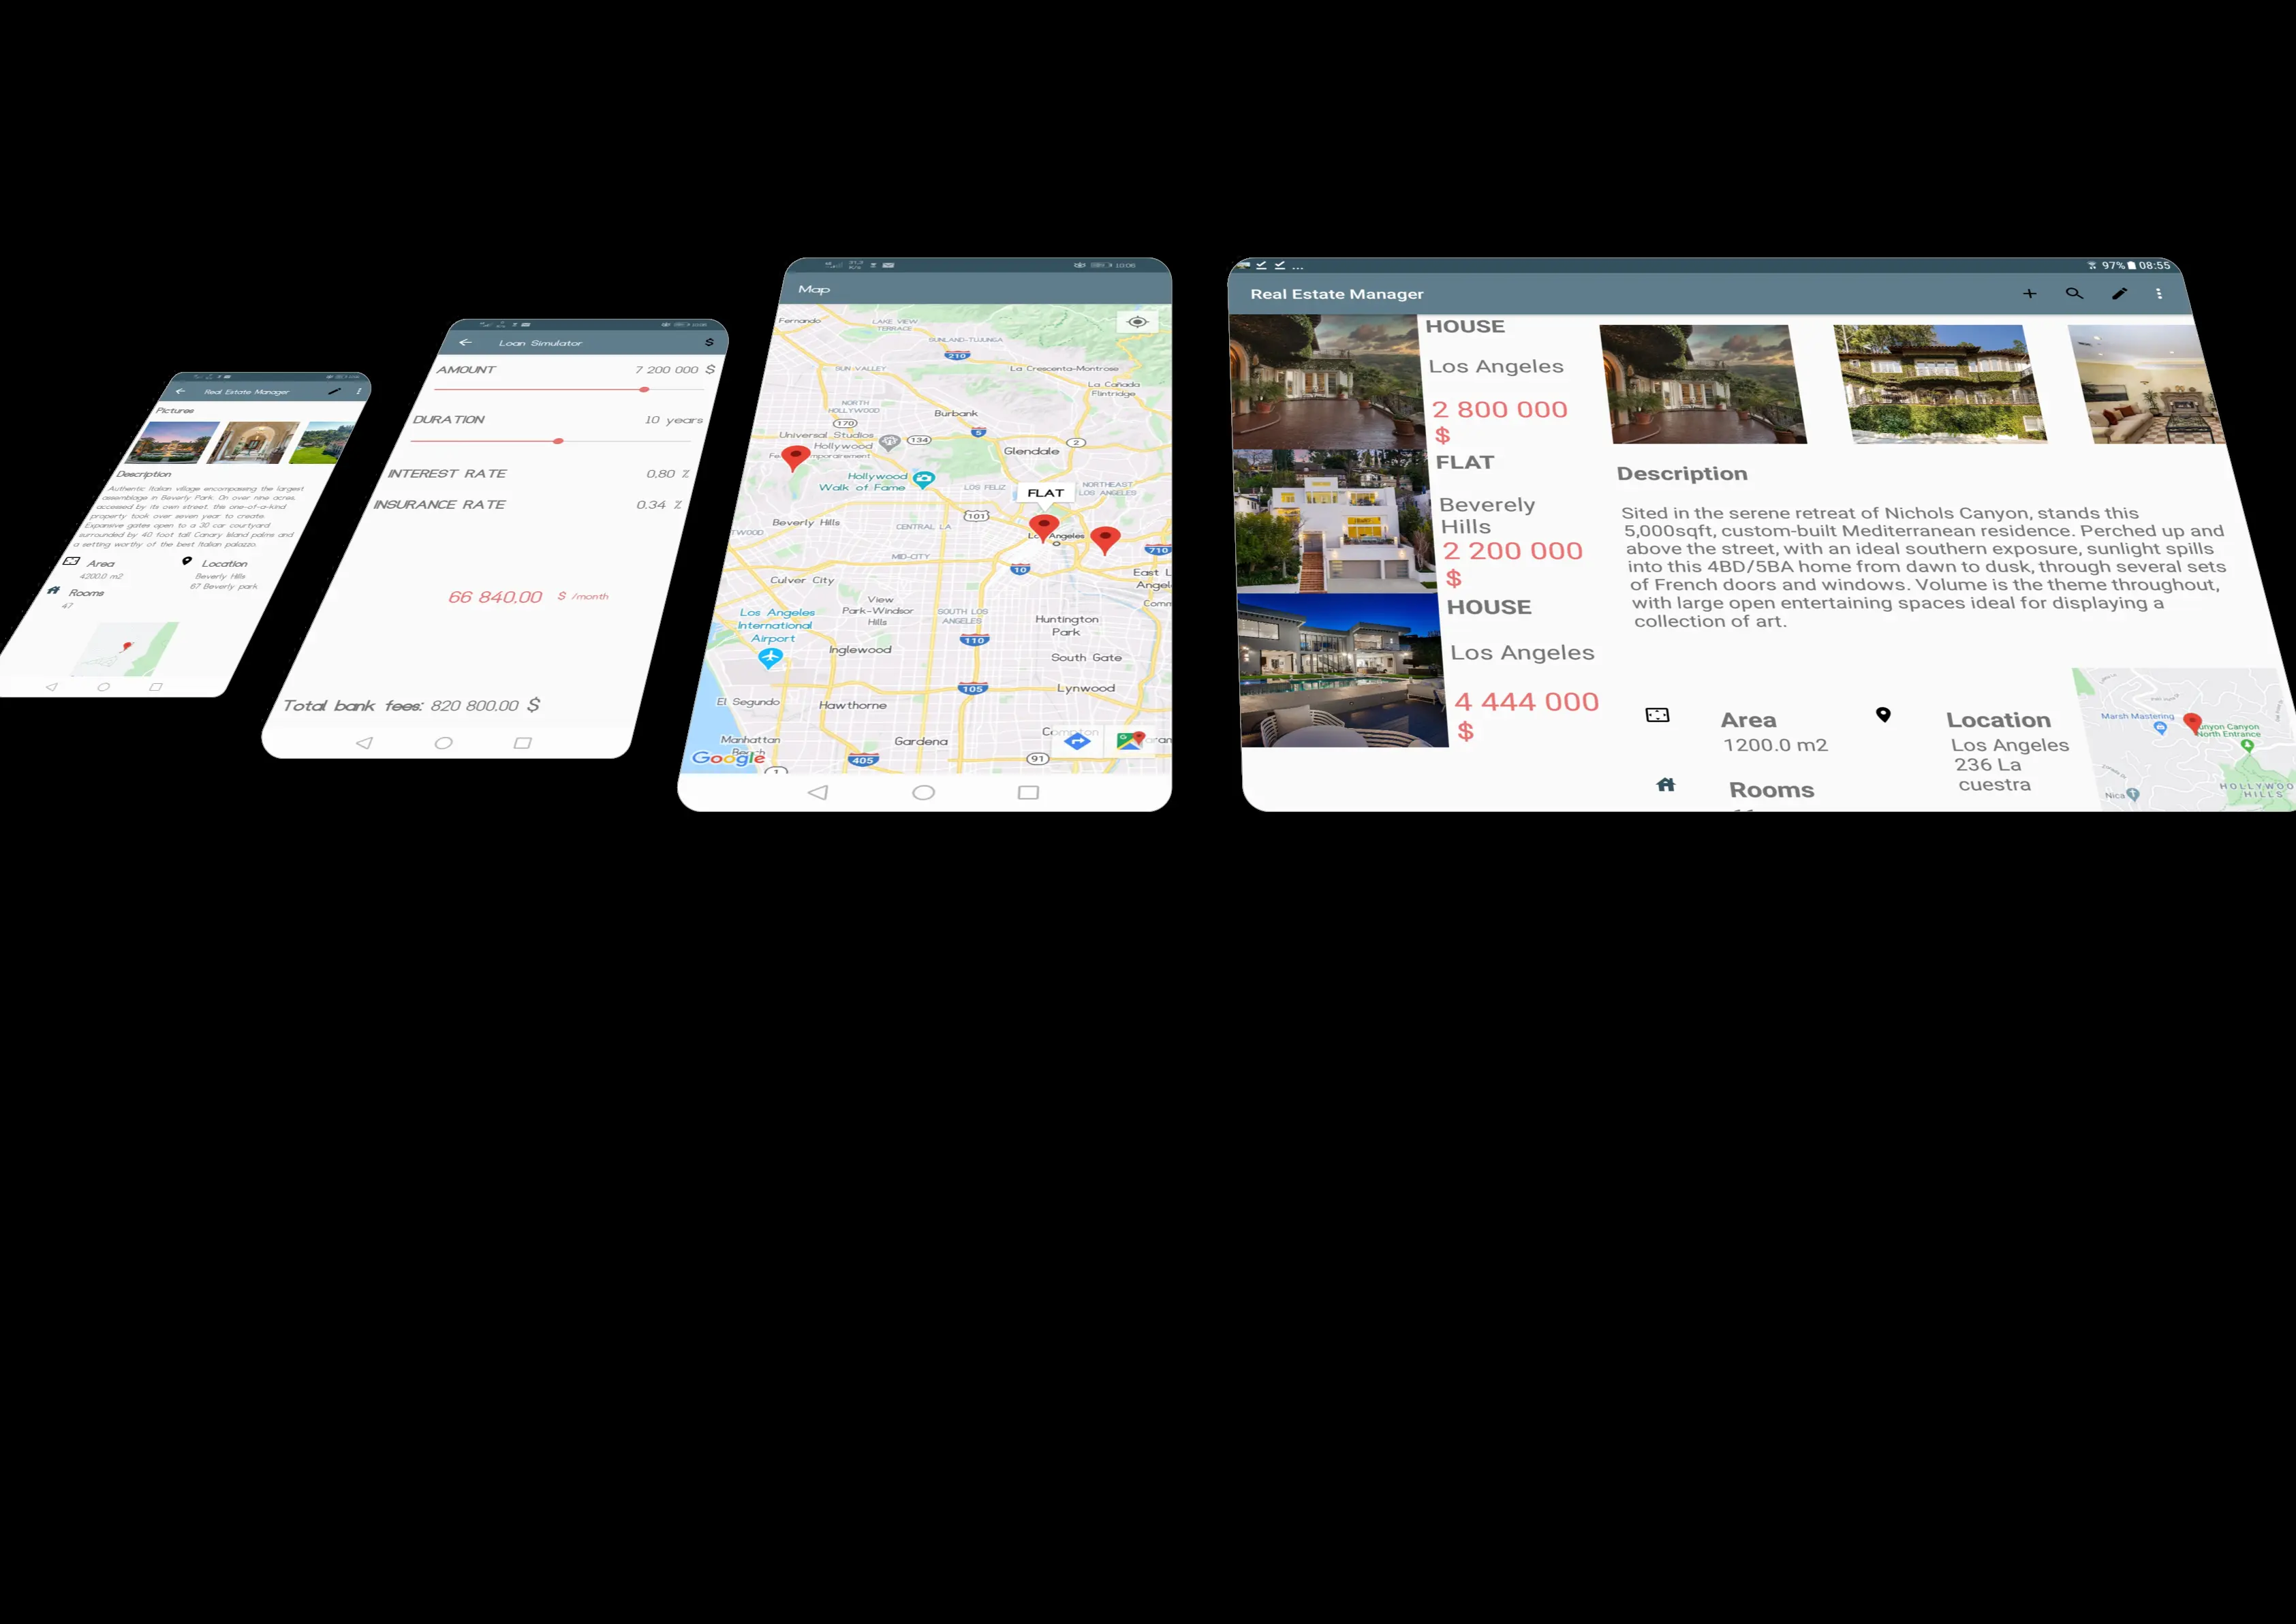 Real Estate Manager
Pictures
Description
Authentic Italian village encompassing the largest
assemblage in Beverly Park. On over nine acres,
accessed by its own street, this one-of-a-kind
property took over seven year to create.
Expansive gates open to a 30 car courtyard
surrounded by 40 foot tall Canary Island palms and
a setting worthy of the best Italian palazzo.
Area
4200.0 m2
Location
Beverly Hills
67 Beverly park
Rooms
47
10:06
Loan Simulator
$
AMOUNT 7 200 000 $
DURATION 10 years
INTEREST RATE 0,80 %
INSURANCE RATE 0.34 %
66 840,00 $ /month
Total bank fees: 820 800,00 $
10:06
Map
Fernando
LAKE VIEW
TERRACE
SUNLAND-TUJUNGA
210
SUN VALLEY
La Crescenta-Montrose
La Cañada
Flintridge
NORTH
HOLLYWOOD
Burbank
170
5
Universal Studios
Hollywood
134
2
Glendale
Hollywood
Walk of Fame
LOS FELIZ
FLAT
NORTHEAST
LOS ANGELES
101
Beverly Hills
CENTRAL LA
Los Angeles
TWOOD
MID-CITY
710
10
Culver City
East L
Angel
View
Park-Windsor
Hills
Los Angeles
International
Airport
SOUTH LOS
ANGELES
Huntington
Park
Comm
110
Inglewood
South Gate
105
Lynwood
El Segundo
Hawthorne
Manhattan
Beach
Gardena
Google
405
91
1
97% 08:55
Real Estate Manager
HOUSE
Los Angeles
2 800 000
$
FLAT
Beverely
Hills
2 200 000
$
HOUSE
Los Angeles
4 444 000
$
Description
Sited in the serene retreat of Nichols Canyon, stands this
5,000sqft, custom-built Mediterranean residence. Perched up and
above the street, with an ideal southern exposure, sunlight spills
into this 4BD/5BA home from dawn to dusk, through several sets
of French doors and windows. Volume is the theme throughout,
with large open entertaining spaces ideal for displaying a
collection of art.
Area
1200.0 m2
Location
Los Angeles
236 La
cuestra
Rooms
Marsh Mastering
unyon Canyon
North Entrance
HOLLYWOO
HILLS
Nica